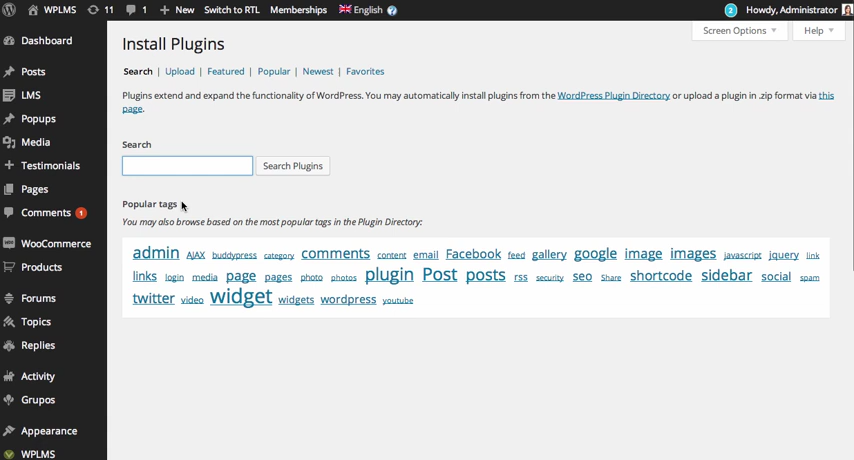 WPLMS 11 1 + New Switch to RTL Memberships English ? 2 Howdy, Administrator
Screen Options Help
Dashboard
Posts
LMS
Popups
Media
Testimonials
Pages
Comments 1
WooCommerce
Products
Forums
Topics
Replies
Activity
Grupos
Appearance
WPLMS
Install Plugins
Search | Upload | Featured | Popular | Newest | Favorites
Plugins extend and expand the functionality of WordPress. You may automatically install plugins from the WordPress Plugin Directory or upload a plugin in .zip format via this
page.
Search
Search Plugins
Popular tags
You may also browse based on the most popular tags in the Plugin Directory:
admin AJAX buddypress category comments content email Facebook feed gallery google image images javascript jquery link
links login media page pages photo photos plugin Post posts rss security seo Share shortcode sidebar social spam
twitter video widget widgets wordpress youtube